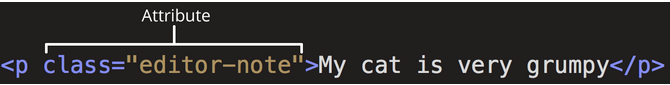 Attribute
<p class="editor-note">My cat is very grumpy</p>